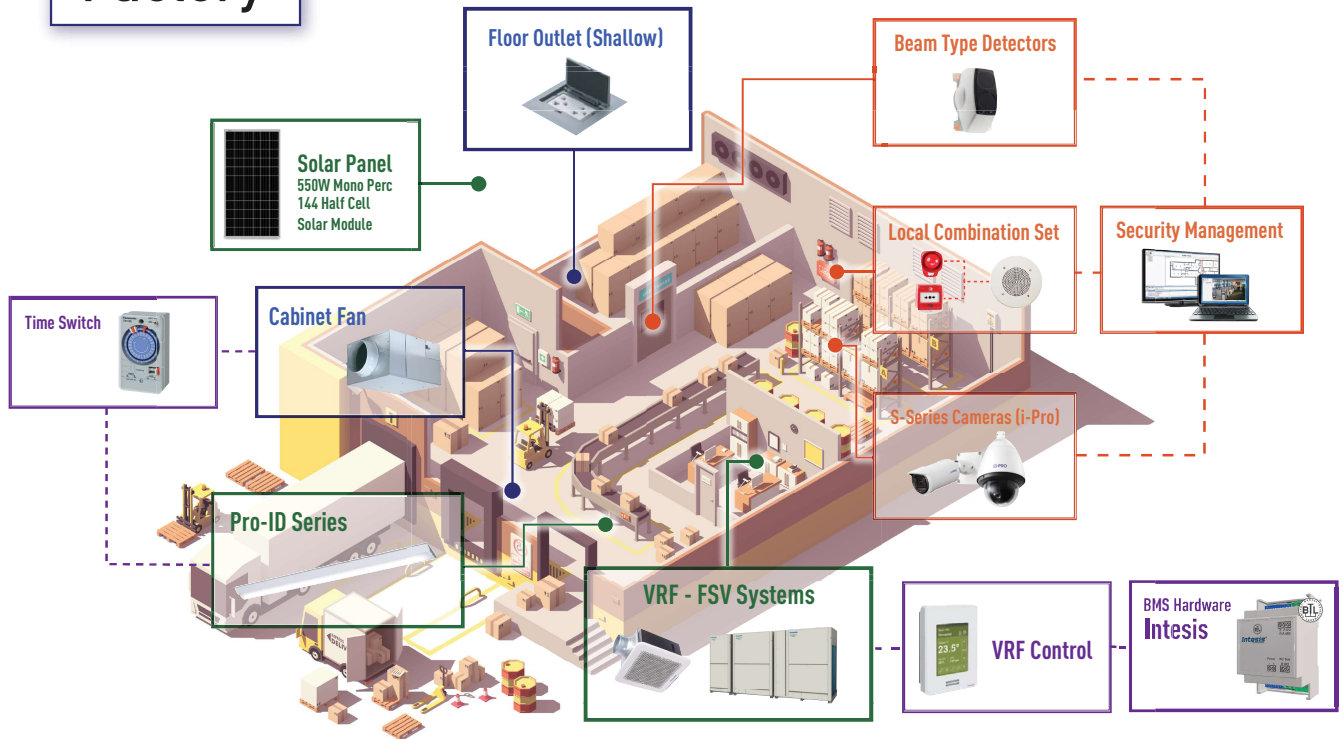 Factory
Floor Outlet (Shallow)
Beam Type Detectors
Solar Panel
550W Mono Perc
144 Half Cell
Solar Module
Local Combination Set
Security Management
Time Switch
Cabinet Fan
S-Series Cameras (i-Pro)
i-PRO
Pro-ID Series
DELIV
VRF - FSV Systems
23.5°
VRF Control
BMS Hardware
Intesis
BTL
Intesis